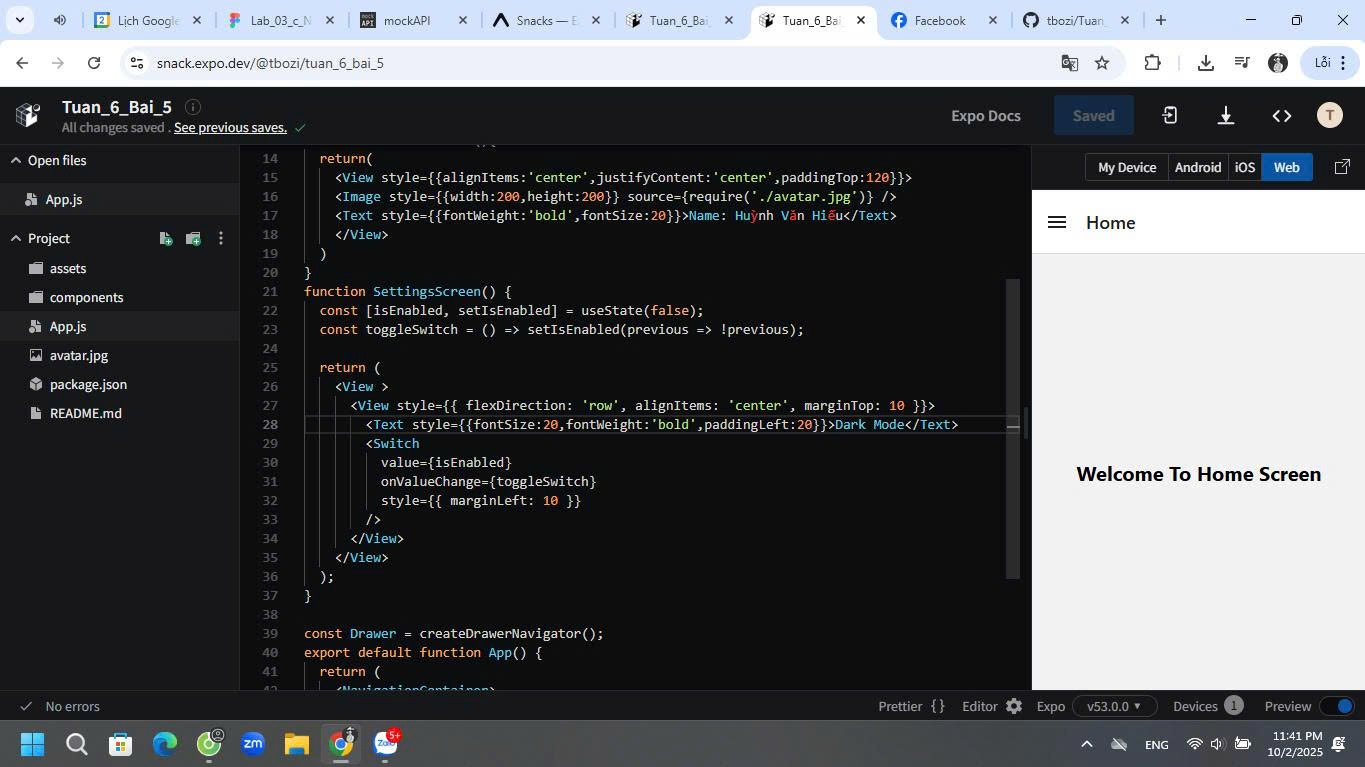 Lịch Google
Lab_03_c_N
mockAPI
Snacks — E
Tuan_6_Bai_
Tuan_6_Bai_
Facebook
tbozi/Tuan_
snack.expo.dev/@tbozi/tuan_6_bai_5
Lỗi
Tuan_6_Bai_5
All changes saved . See previous saves.
Expo Docs
Saved
T
Open files
App.js
Project
assets
components
App.js
avatar.jpg
package.json
README.md
14 return(
15 <View style={{alignItems:'center',justifyContent:'center',paddingTop:120}}>
16 <Image style={{width:200,height:200}} source={require('./avatar.jpg')} />
17 <Text style={{fontWeight:'bold',fontSize:20}}>Name: Huỳnh Văn Hiếu</Text>
18 </View>
19 )
20 }
21 function SettingsScreen() {
22 const [isEnabled, setIsEnabled] = useState(false);
23 const toggleSwitch = () => setIsEnabled(previous => !previous);
24
25 return (
26 <View >
27 <View style={{ flexDirection: 'row', alignItems: 'center', marginTop: 10 }}>
28 <Text style={{fontSize:20,fontWeight:'bold',paddingLeft:20}}>Dark Mode</Text>
29 <Switch
30 value={isEnabled}
31 onValueChange={toggleSwitch}
32 style={{ marginLeft: 10 }}
33 />
34 </View>
35 </View>
36 );
37 }
38
39 const Drawer = createDrawerNavigator();
40 export default function App() {
41 return (
42 <NavigationContainer>
My Device
Android
iOS
Web
Home
Welcome To Home Screen
No errors
Prettier {}
Editor
Expo
v53.0.0
Devices 1
Preview
zm
Zalo
5+
ENG
11:41 PM
10/2/2025